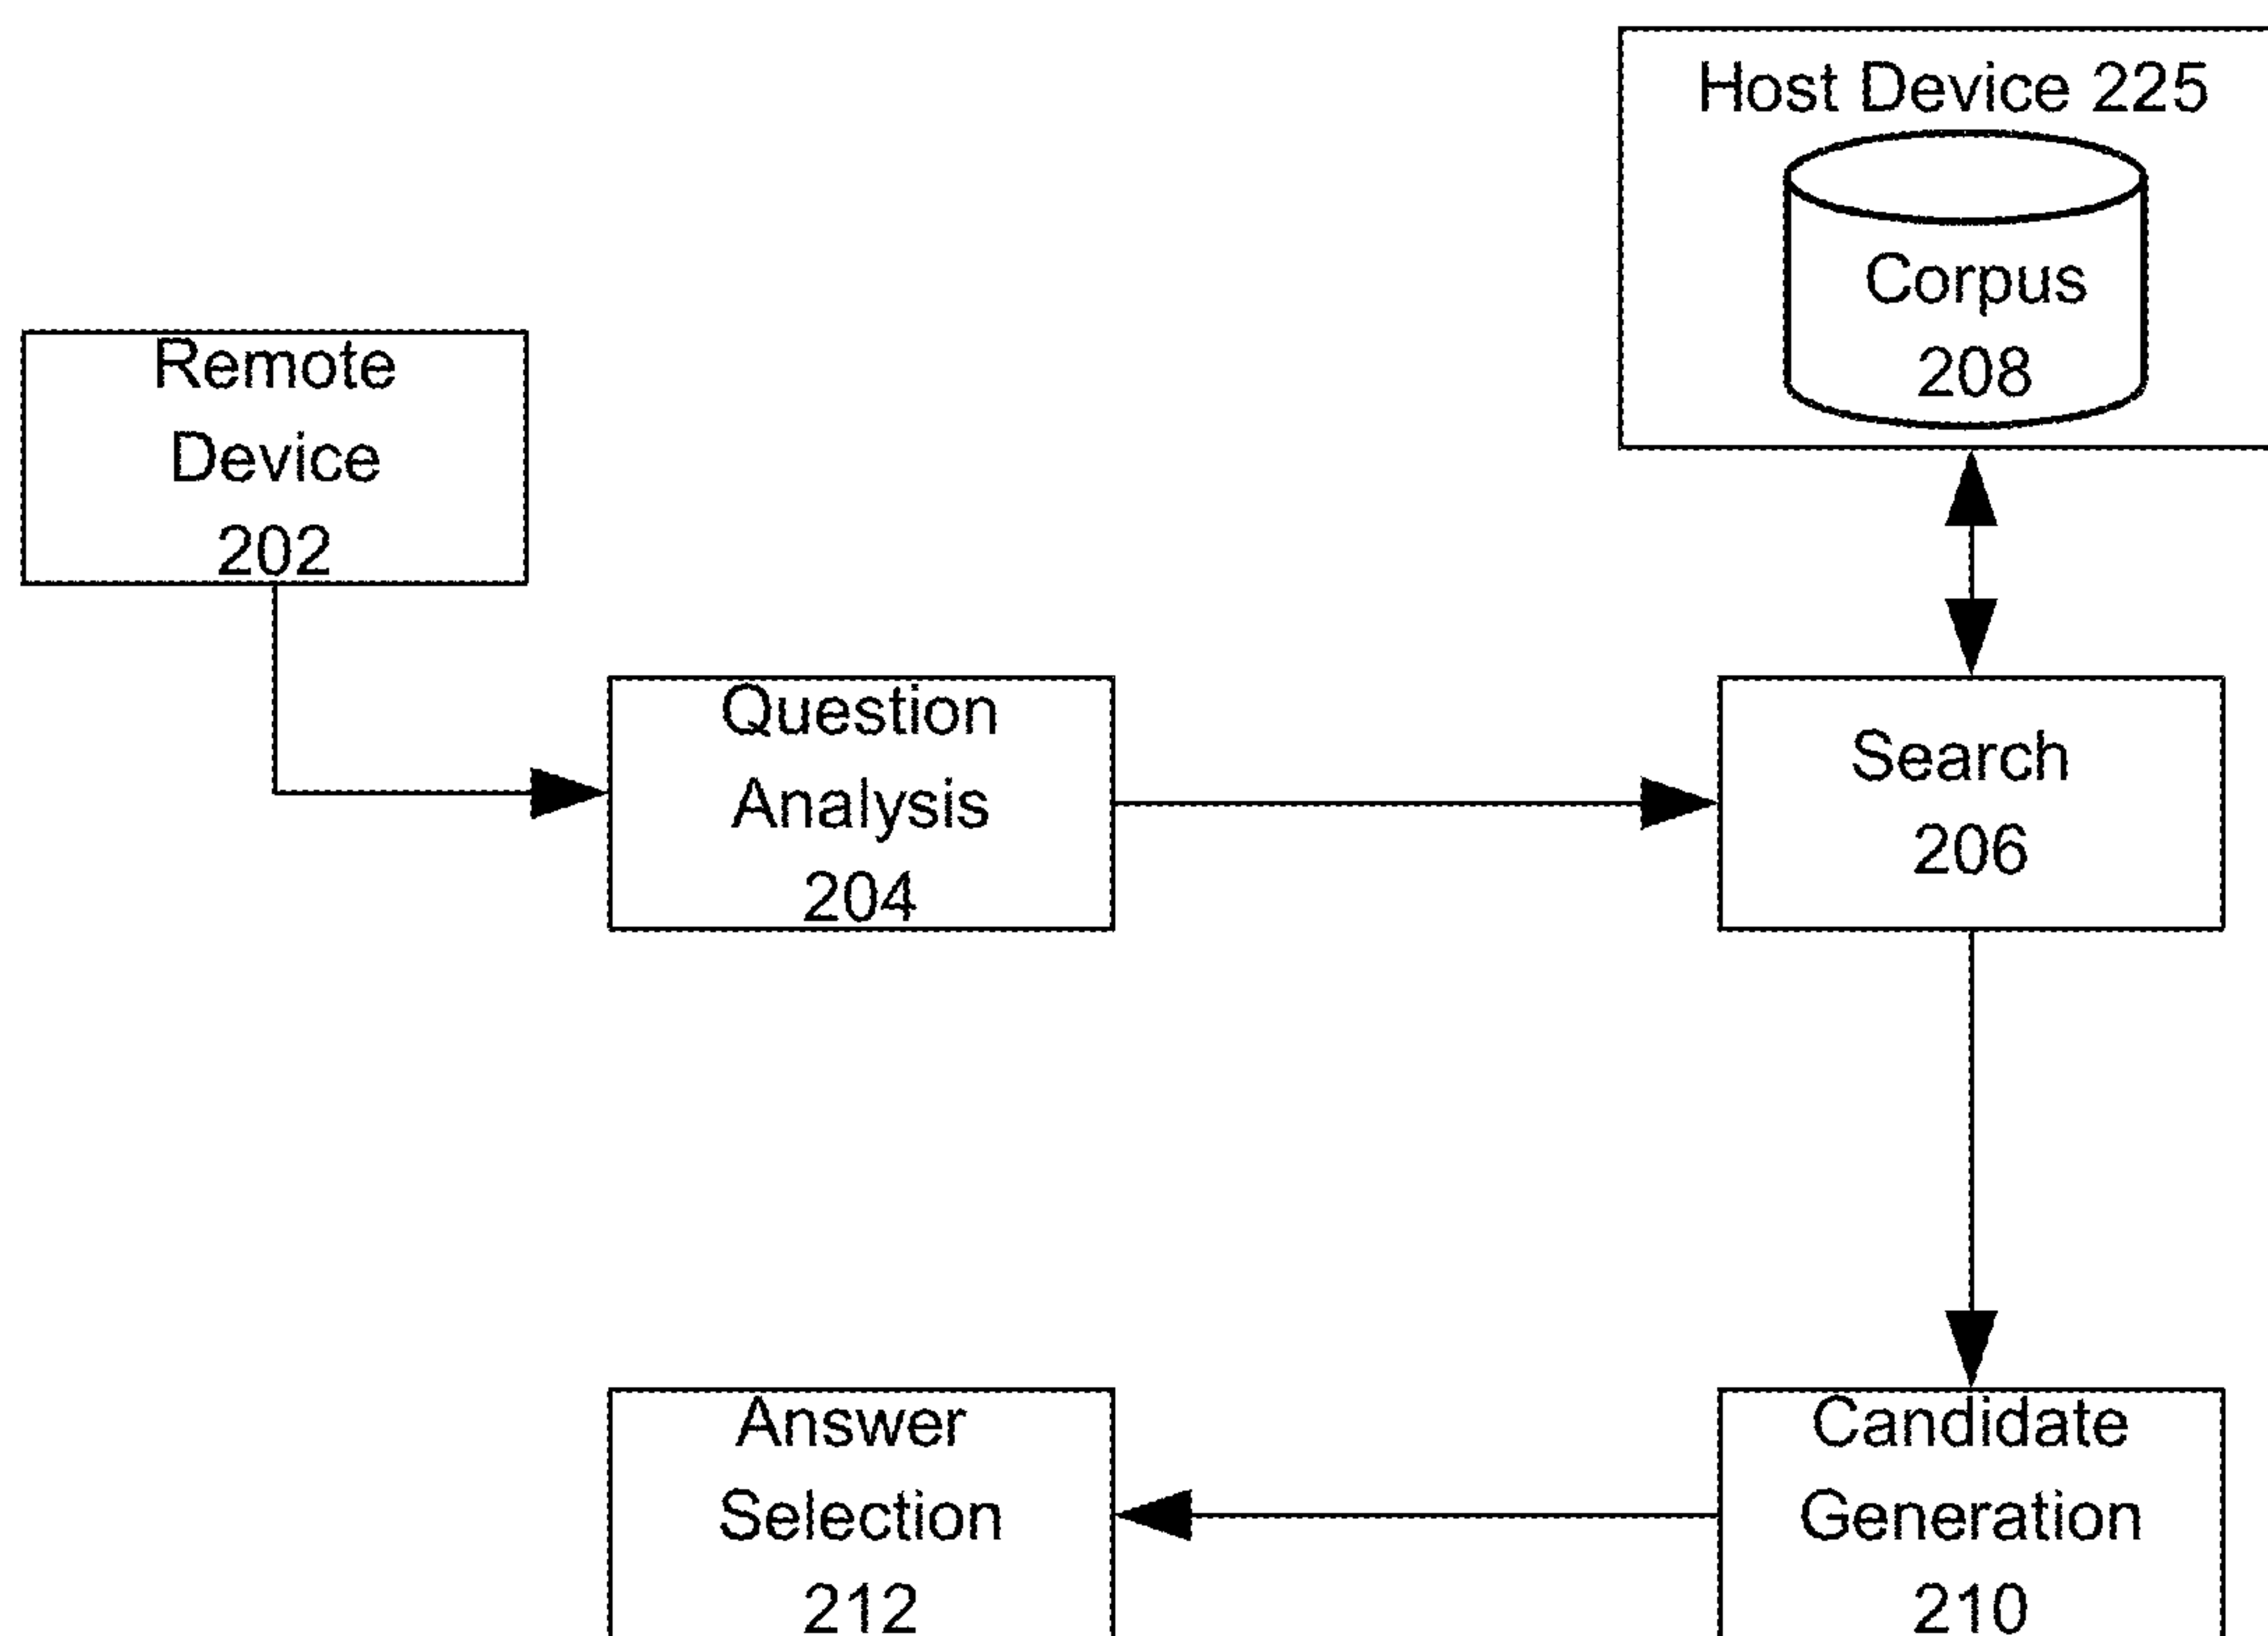 Host Device 225
Corpus
208
Remote
Device
202
Question
Analysis
204
Search
206
Answer
Selection
212
Candidate
Generation
210